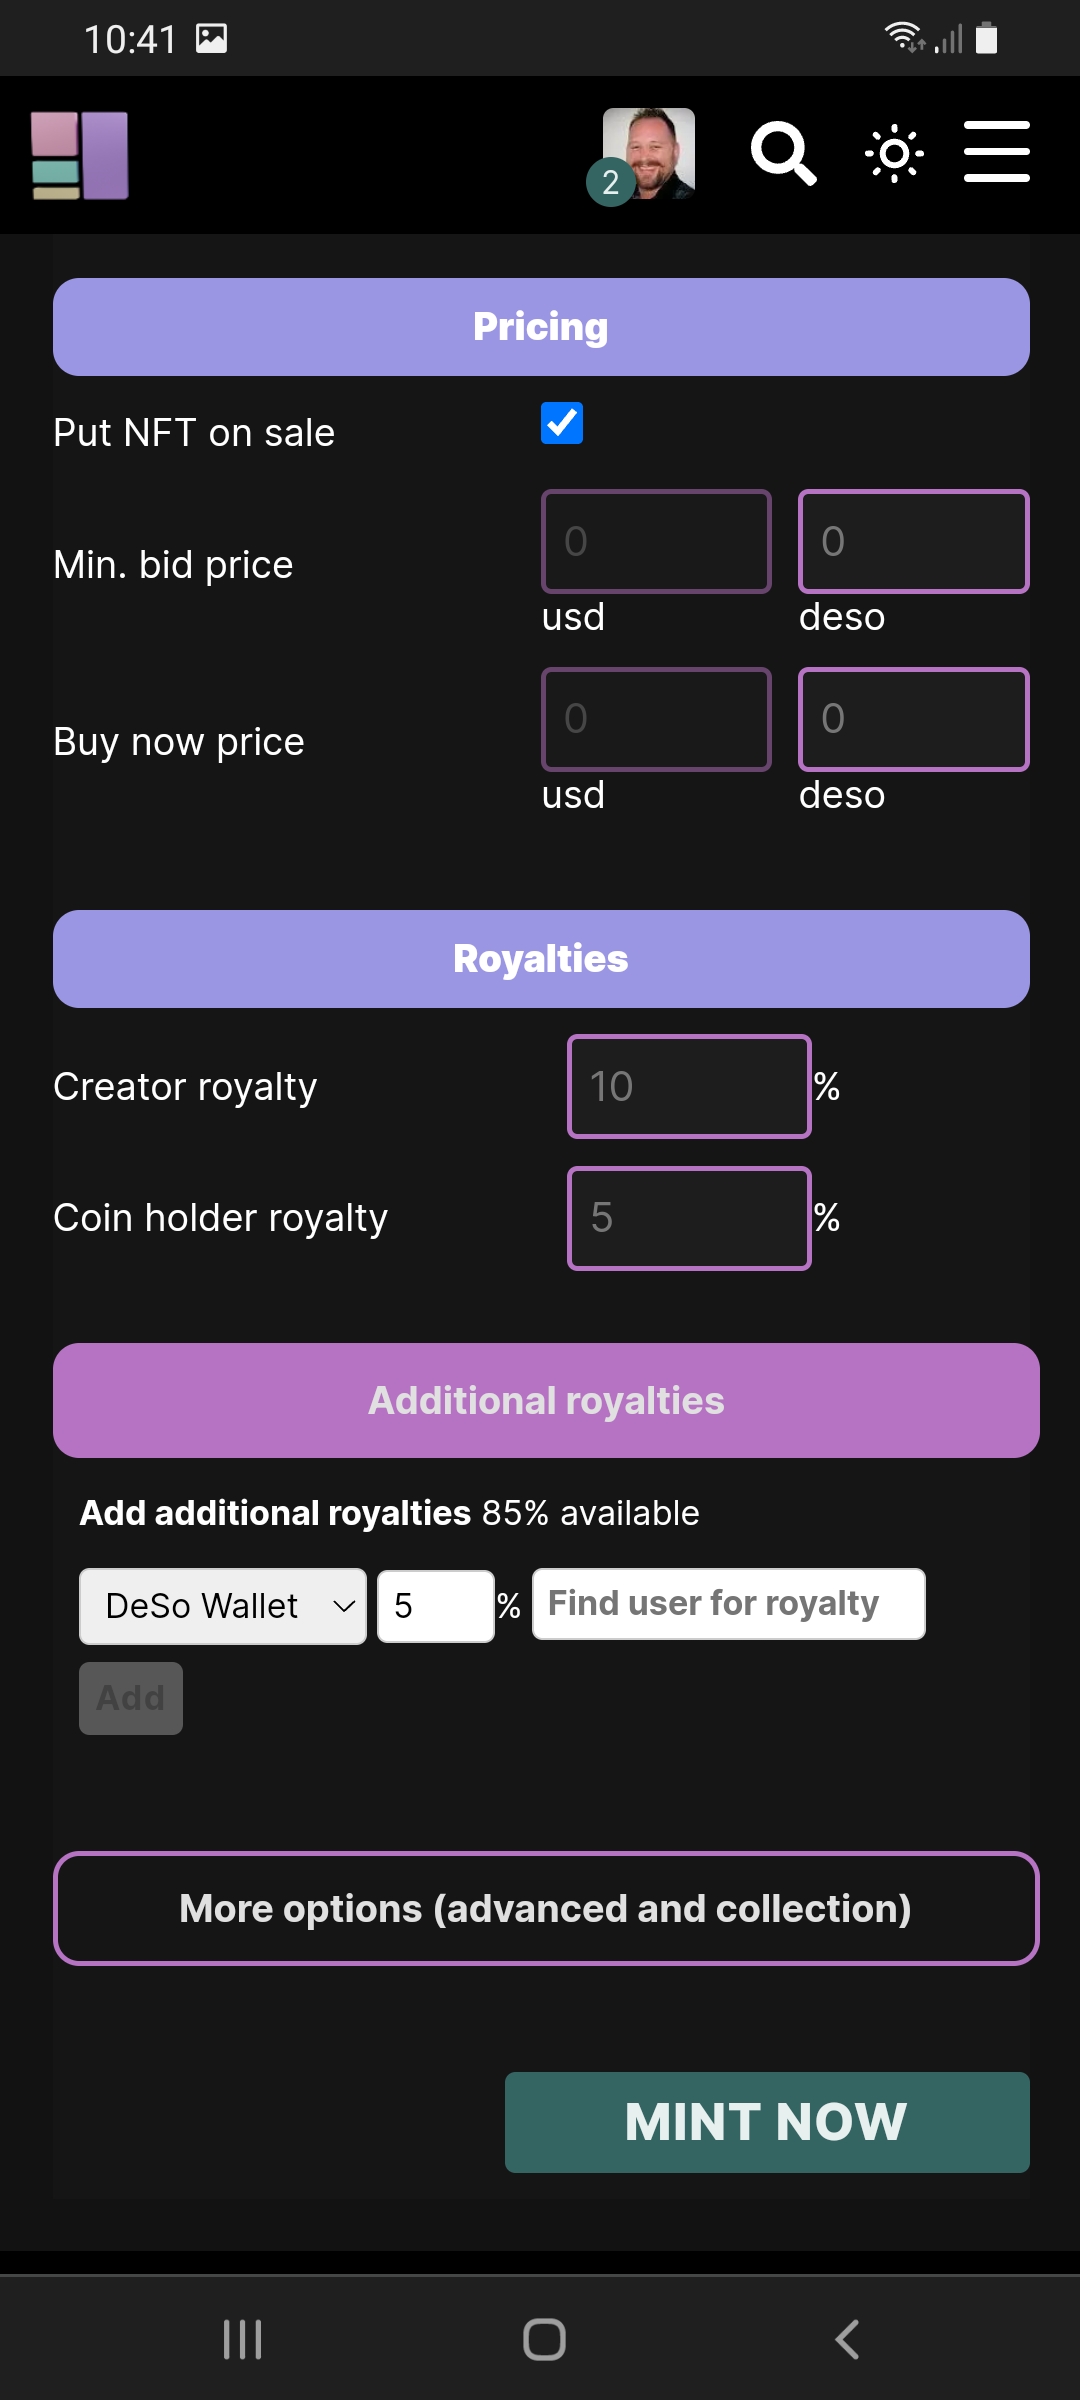 10:41
2
Pricing
Put NFT on sale
Min. bid price
0
0
usd
deso
Buy now price
0
0
usd
deso
Royalties
Creator royalty
10 %
Coin holder royalty
5 %
Additional royalties
Add additional royalties 85% available
DeSo Wallet 5 % Find user for royalty
Add
More options (advanced and collection)
MINT NOW